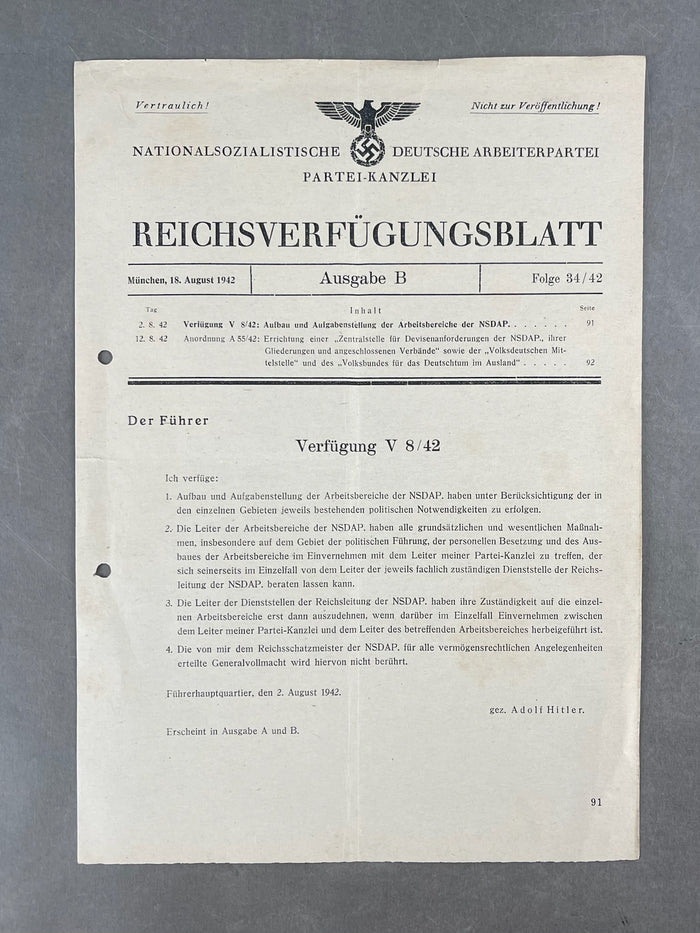 Vertraulich! Nicht zur Veröffentlichung!
NATIONALSOZIALISTISCHE DEUTSCHE ARBEITERPARTEI
PARTEI-KANZLEI
REICHSVERFÜGUNGSBLATT
München, 18. August 1942 Ausgabe B Folge 34/42
Tag Inhalt Seite
2. 8. 42 Verfügung V 8/42: Aufbau und Aufgabenstellung der Arbeitsbereiche der NSDAP. . . . . . . 91
12. 8. 42 Anordnung A 55/42: Errichtung einer „Zentralstelle für Devisenanforderungen der NSDAP., ihrer
Gliederungen und angeschlossenen Verbände" sowie der „Volksdeutschen Mit-
telstelle" und des „Volksbundes für das Deutschtum im Ausland" . . . . . 92
Der Führer
Verfügung V 8/42
Ich verfüge:
1. Aufbau und Aufgabenstellung der Arbeitsbereiche der NSDAP. haben unter Berücksichtigung der in
den einzelnen Gebieten jeweils bestehenden politischen Notwendigkeiten zu erfolgen.
2. Die Leiter der Arbeitsbereiche der NSDAP. haben alle grundsätzlichen und wesentlichen Maßnah-
men, insbesondere auf dem Gebiet der politischen Führung, der personellen Besetzung und des Aus-
baues der Arbeitsbereiche im Einvernehmen mit dem Leiter meiner Partei-Kanzlei zu treffen, der
sich seinerseits im Einzelfall von dem Leiter der jeweils fachlich zuständigen Dienststelle der Reichs-
leitung der NSDAP. beraten lassen kann.
3. Die Leiter der Dienststellen der Reichsleitung der NSDAP. haben ihre Zuständigkeit auf die einzel-
nen Arbeitsbereiche erst dann auszudehnen, wenn darüber im Einzelfall Einvernehmen zwischen
dem Leiter meiner Partei-Kanzlei und dem Leiter des betreffenden Arbeitsbereiches herbeigeführt ist.
4. Die von mir dem Reichsschatzmeister der NSDAP. für alle vermögensrechtlichen Angelegenheiten
erteilte Generalvollmacht wird hiervon nicht berührt.
Führerhauptquartier, den 2. August 1942.
gez. Adolf Hitler.
Erscheint in Ausgabe A und B.
91